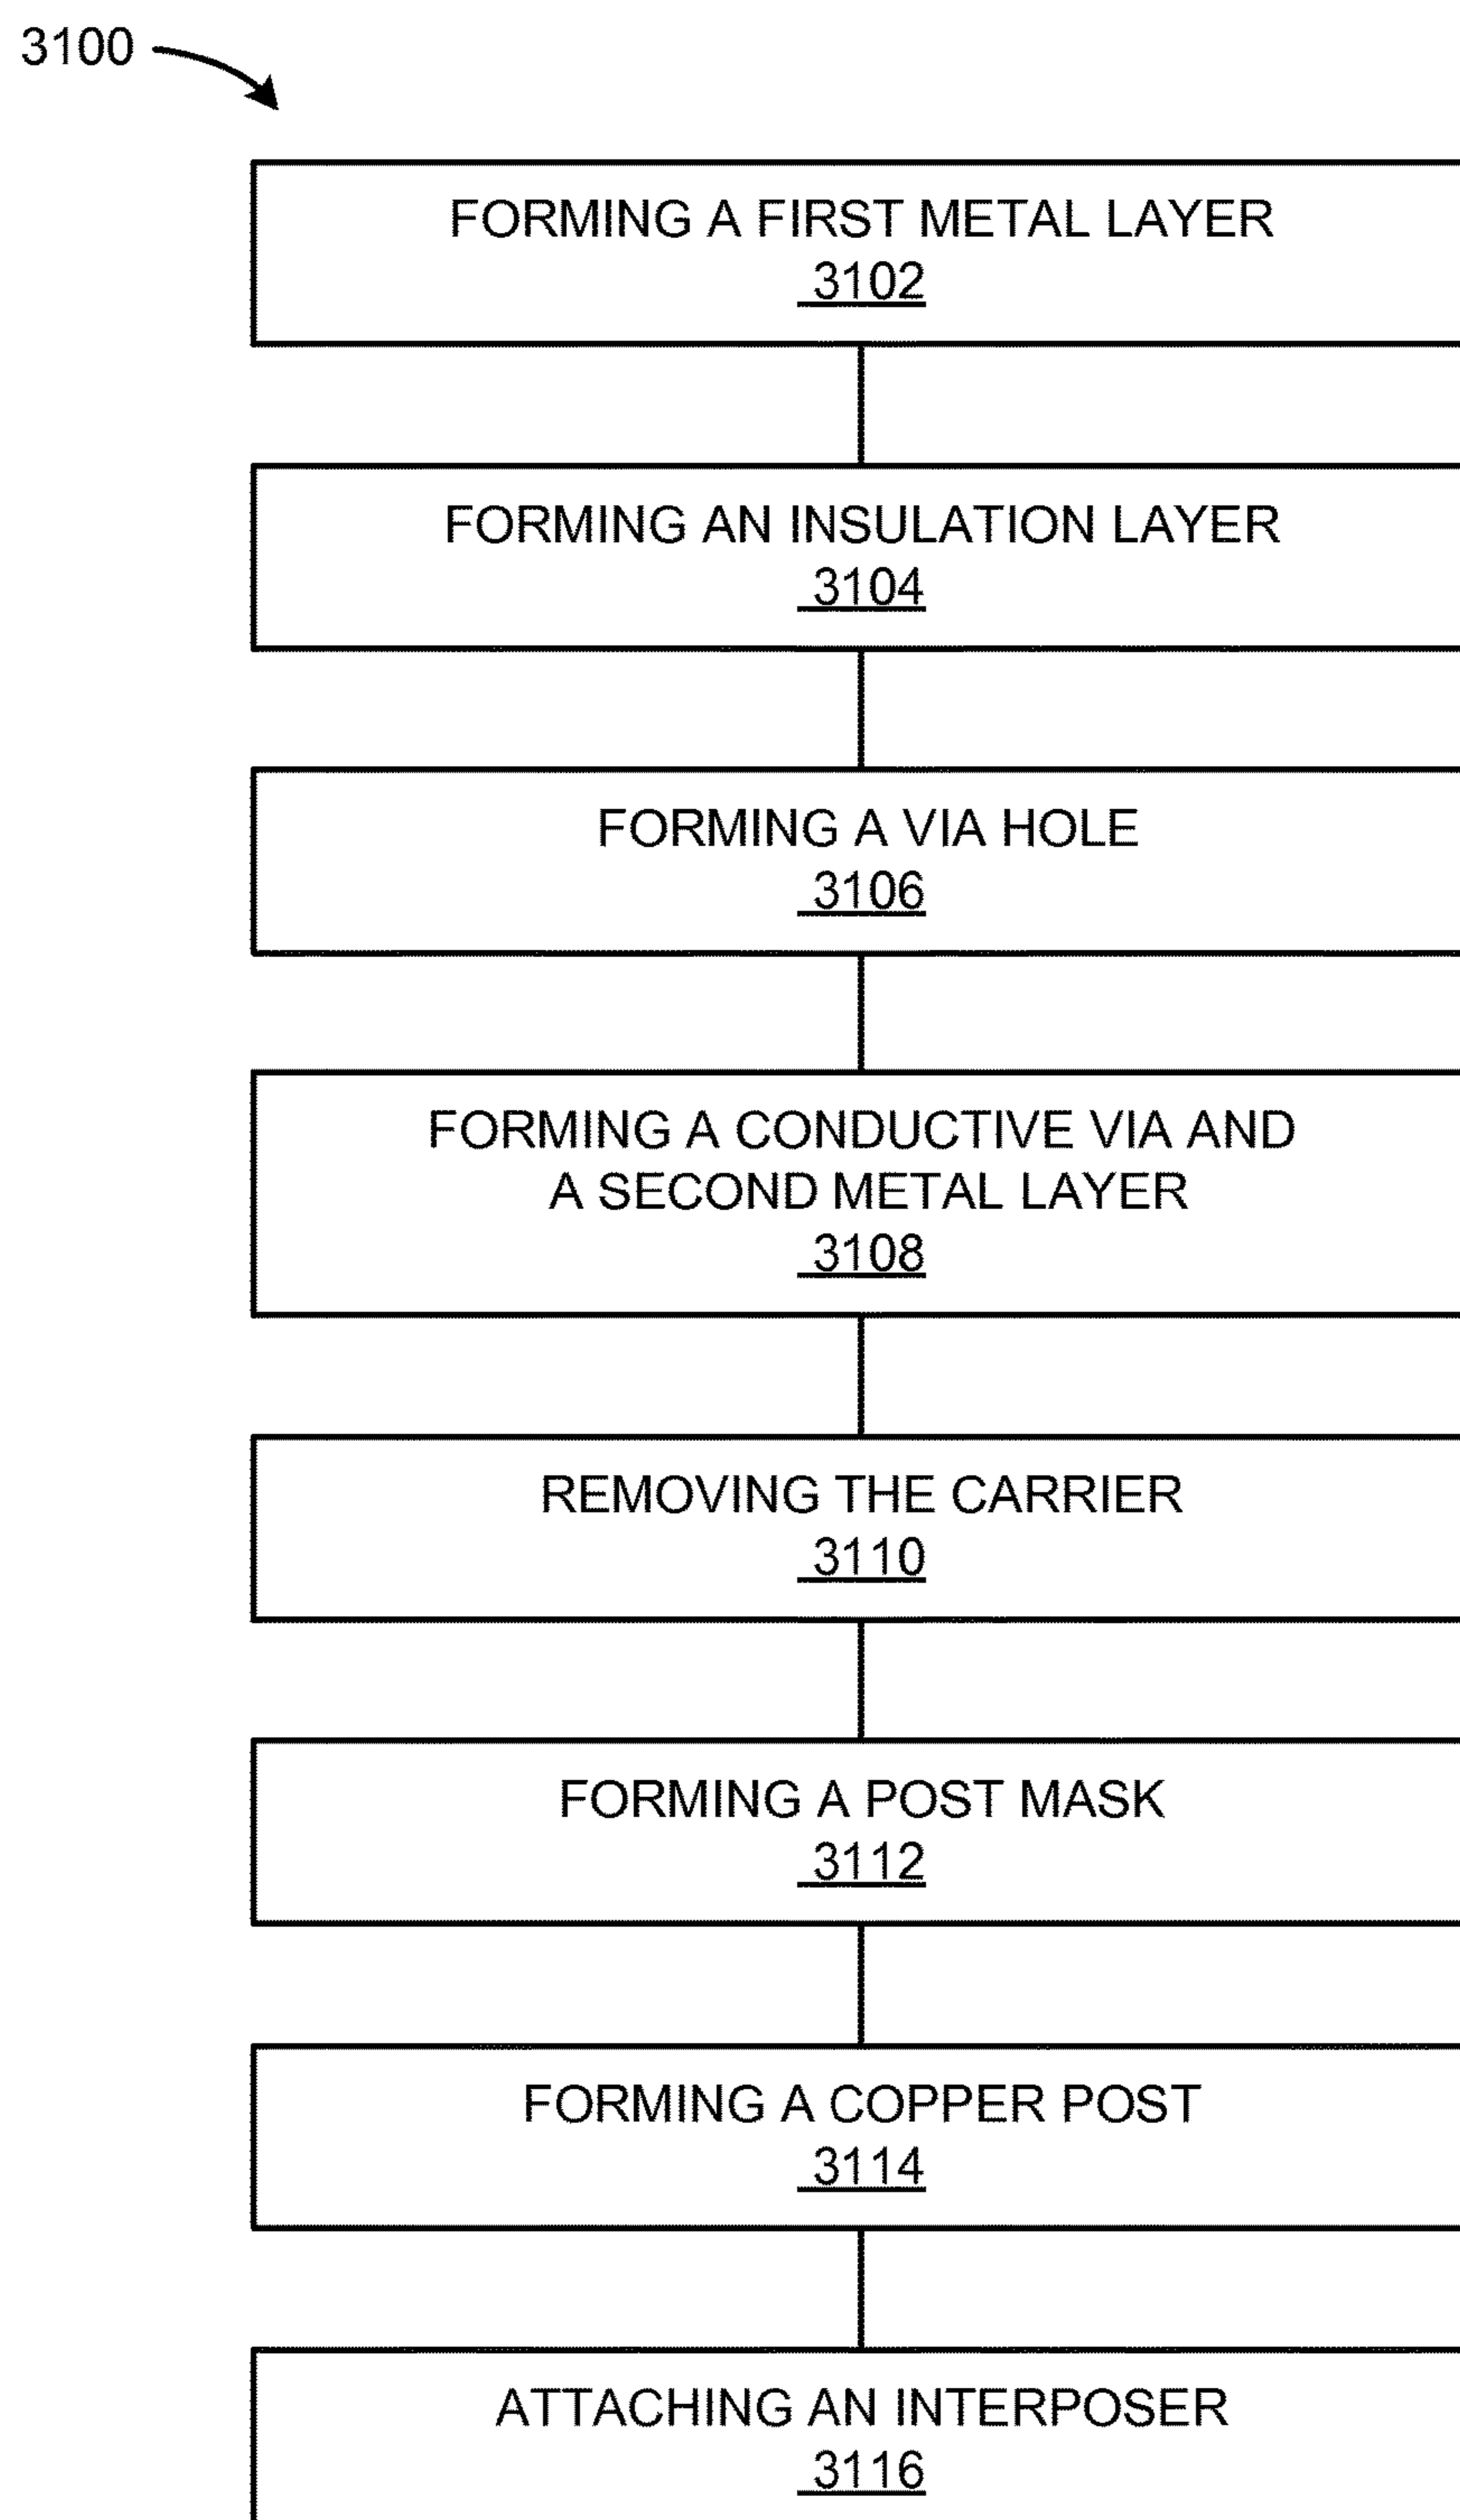 3100
FORMING A FIRST METAL LAYER
3102
FORMING AN INSULATION LAYER
3104
FORMING A VIA HOLE
3106
FORMING A CONDUCTIVE VIA AND
A SECOND METAL LAYER
3108
REMOVING THE CARRIER
3110
FORMING A POST MASK
3112
FORMING A COPPER POST
3114
ATTACHING AN INTERPOSER
3116